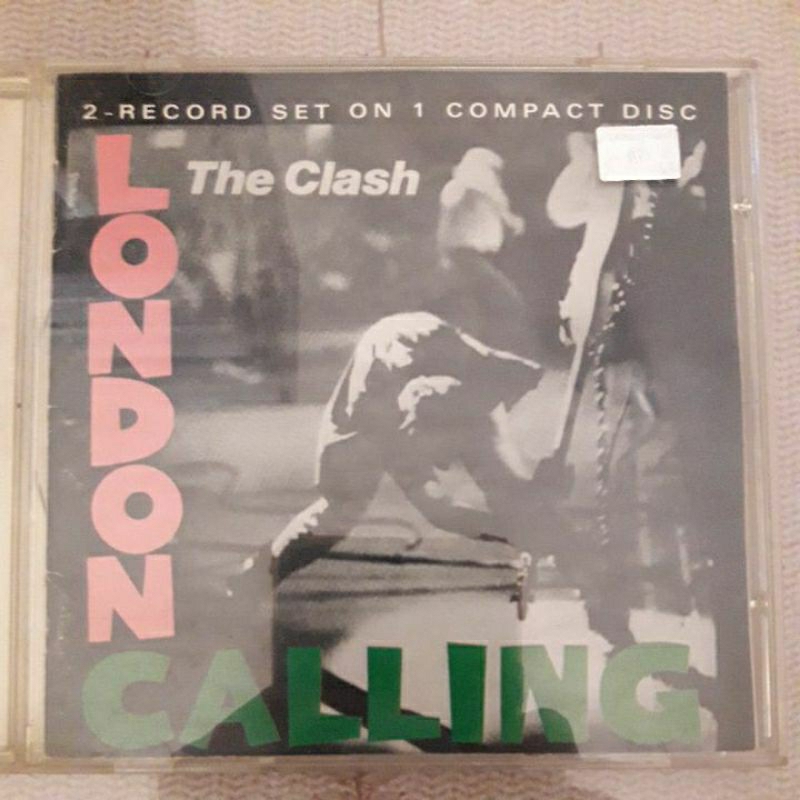 2-RECORD SET ON 1 COMPACT DISC
The Clash
LONDON
CALLING